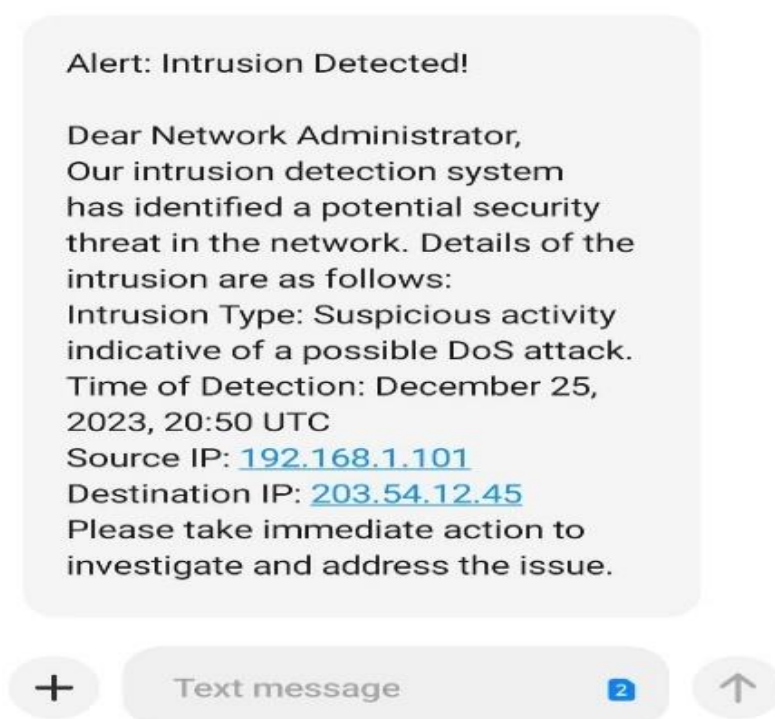 Alert: Intrusion Detected!
Dear Network Administrator,
Our intrusion detection system
has identified a potential security
threat in the network. Details of the
intrusion are as follows:
Intrusion Type: Suspicious activity
indicative of a possible DoS attack.
Time of Detection: December 25,
2023, 20:50 UTC
Source IP: 192.168.1.101
Destination IP: 203.54.12.45
Please take immediate action to
investigate and address the issue.
Text message
2